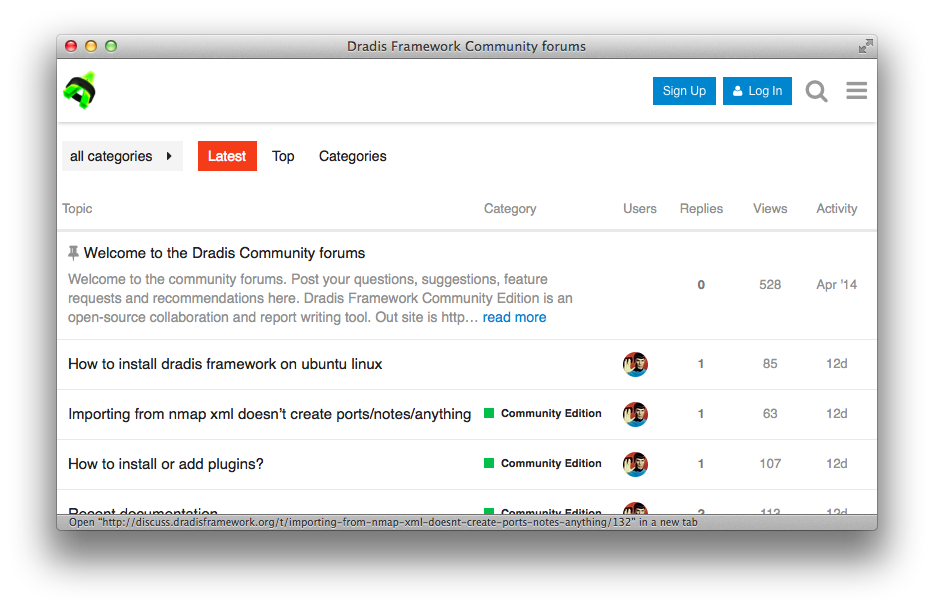 Dradis Framework Community forums
Sign Up Log In
all categories Latest Top Categories
Topic Category Users Replies Views Activity
Welcome to the Dradis Community forums
Welcome to the community forums. Post your questions, suggestions, feature
requests and recommendations here. Dradis Framework Community Edition is an
open-source collaboration and report writing tool. Out site is http… read more
0 528 Apr '14
How to install dradis framework on ubuntu linux 1 85 12d
Importing from nmap xml doesn't create ports/notes/anything Community Edition 1 63 12d
How to install or add plugins? Community Edition 1 107 12d
Recent documentation Community Edition 2 113 12d
Open "http://discuss.dradisframework.org/t/importing-from-nmap-xml-doesnt-create-ports-notes-anything/132" in a new tab